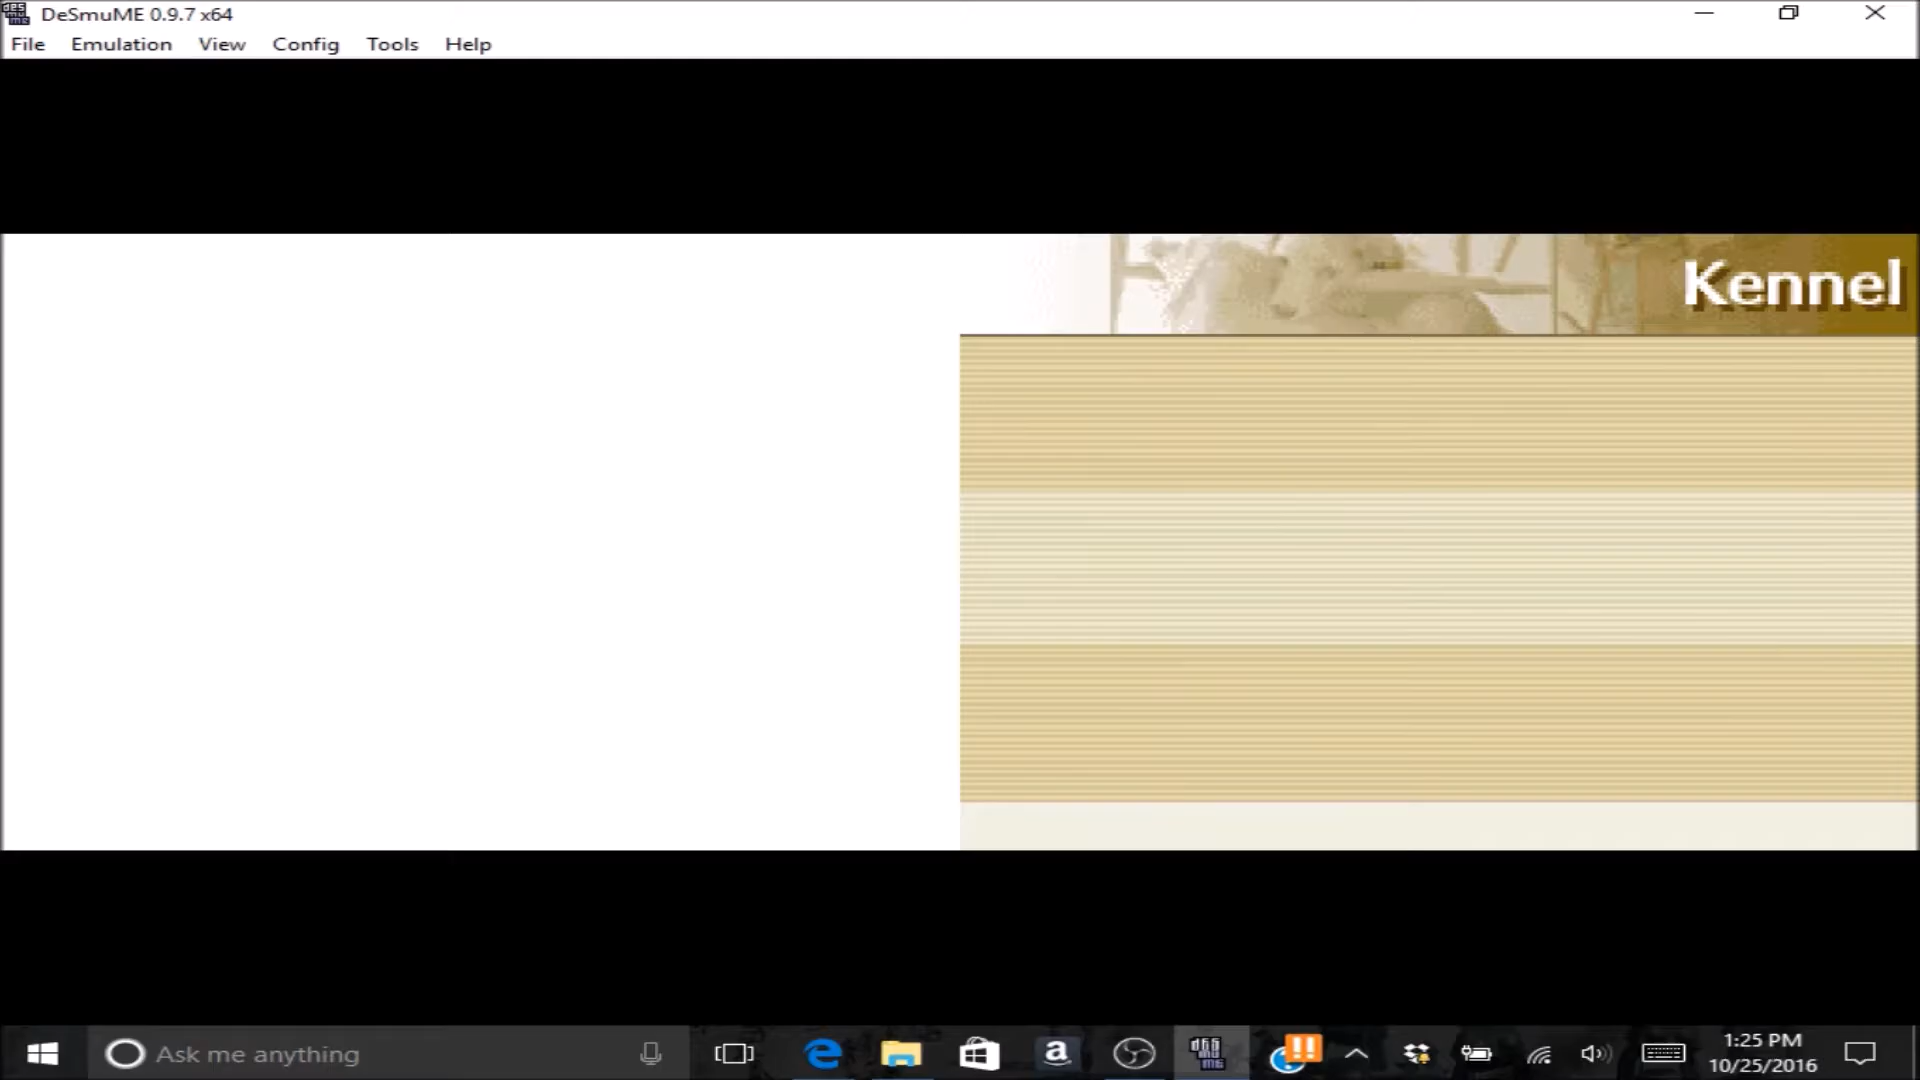 DeSmuME 0.9.7 x64
File Emulation View Config Tools Help
Kennel
Ask me anything
1:25 PM
10/25/2016